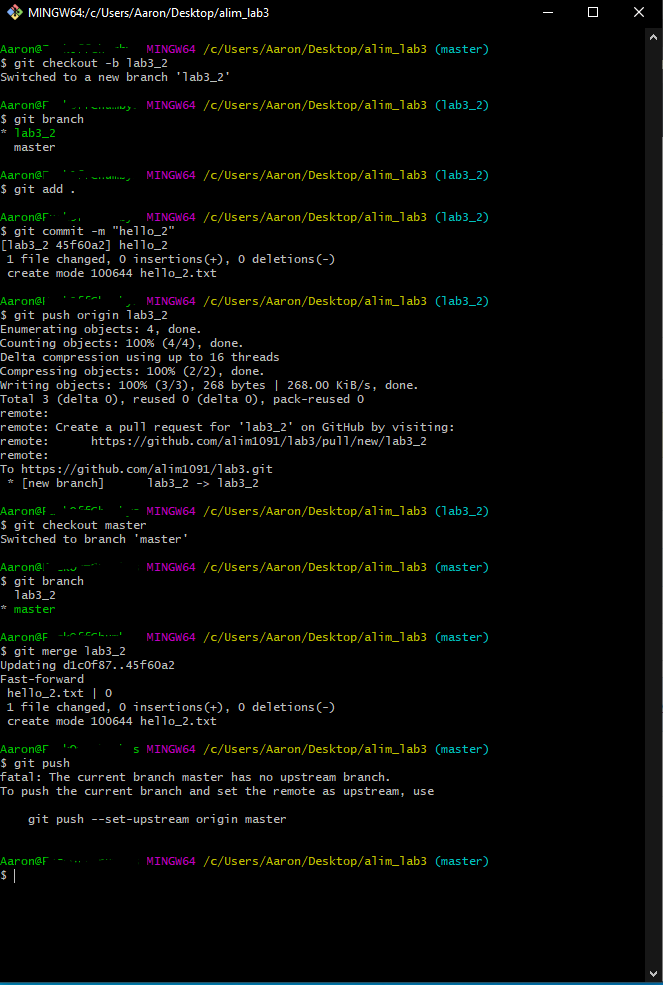 MINGW64:/c/Users/Aaron/Desktop/alim_lab3
Aaron@ MINGW64 /c/Users/Aaron/Desktop/alim_lab3 (master)
$ git checkout -b lab3_2
Switched to a new branch 'lab3_2'
Aaron@ MINGW64 /c/Users/Aaron/Desktop/alim_lab3 (lab3_2)
$ git branch
* lab3_2
master
Aaron@ MINGW64 /c/Users/Aaron/Desktop/alim_lab3 (lab3_2)
$ git add .
Aaron@ MINGW64 /c/Users/Aaron/Desktop/alim_lab3 (lab3_2)
$ git commit -m "hello_2"
[lab3_2 45f60a2] hello_2
1 file changed, 0 insertions(+), 0 deletions(-)
create mode 100644 hello_2.txt
Aaron@ MINGW64 /c/Users/Aaron/Desktop/alim_lab3 (lab3_2)
$ git push origin lab3_2
Enumerating objects: 4, done.
Counting objects: 100% (4/4), done.
Delta compression using up to 16 threads
Compressing objects: 100% (2/2), done.
Writing objects: 100% (3/3), 268 bytes | 268.00 KiB/s, done.
Total 3 (delta 0), reused 0 (delta 0), pack-reused 0
remote:
remote: Create a pull request for 'lab3_2' on GitHub by visiting:
remote:      https://github.com/alim1091/lab3/pull/new/lab3_2
remote:
To https://github.com/alim1091/lab3.git
* [new branch]      lab3_2 -> lab3_2
Aaron@ MINGW64 /c/Users/Aaron/Desktop/alim_lab3 (lab3_2)
$ git checkout master
Switched to branch 'master'
Aaron@ MINGW64 /c/Users/Aaron/Desktop/alim_lab3 (master)
$ git branch
lab3_2
* master
Aaron@ MINGW64 /c/Users/Aaron/Desktop/alim_lab3 (master)
$ git merge lab3_2
Updating d1c0f87..45f60a2
Fast-forward
hello_2.txt | 0
1 file changed, 0 insertions(+), 0 deletions(-)
create mode 100644 hello_2.txt
Aaron@ MINGW64 /c/Users/Aaron/Desktop/alim_lab3 (master)
$ git push
fatal: The current branch master has no upstream branch.
To push the current branch and set the remote as upstream, use
git push --set-upstream origin master
Aaron@ MINGW64 /c/Users/Aaron/Desktop/alim_lab3 (master)
$